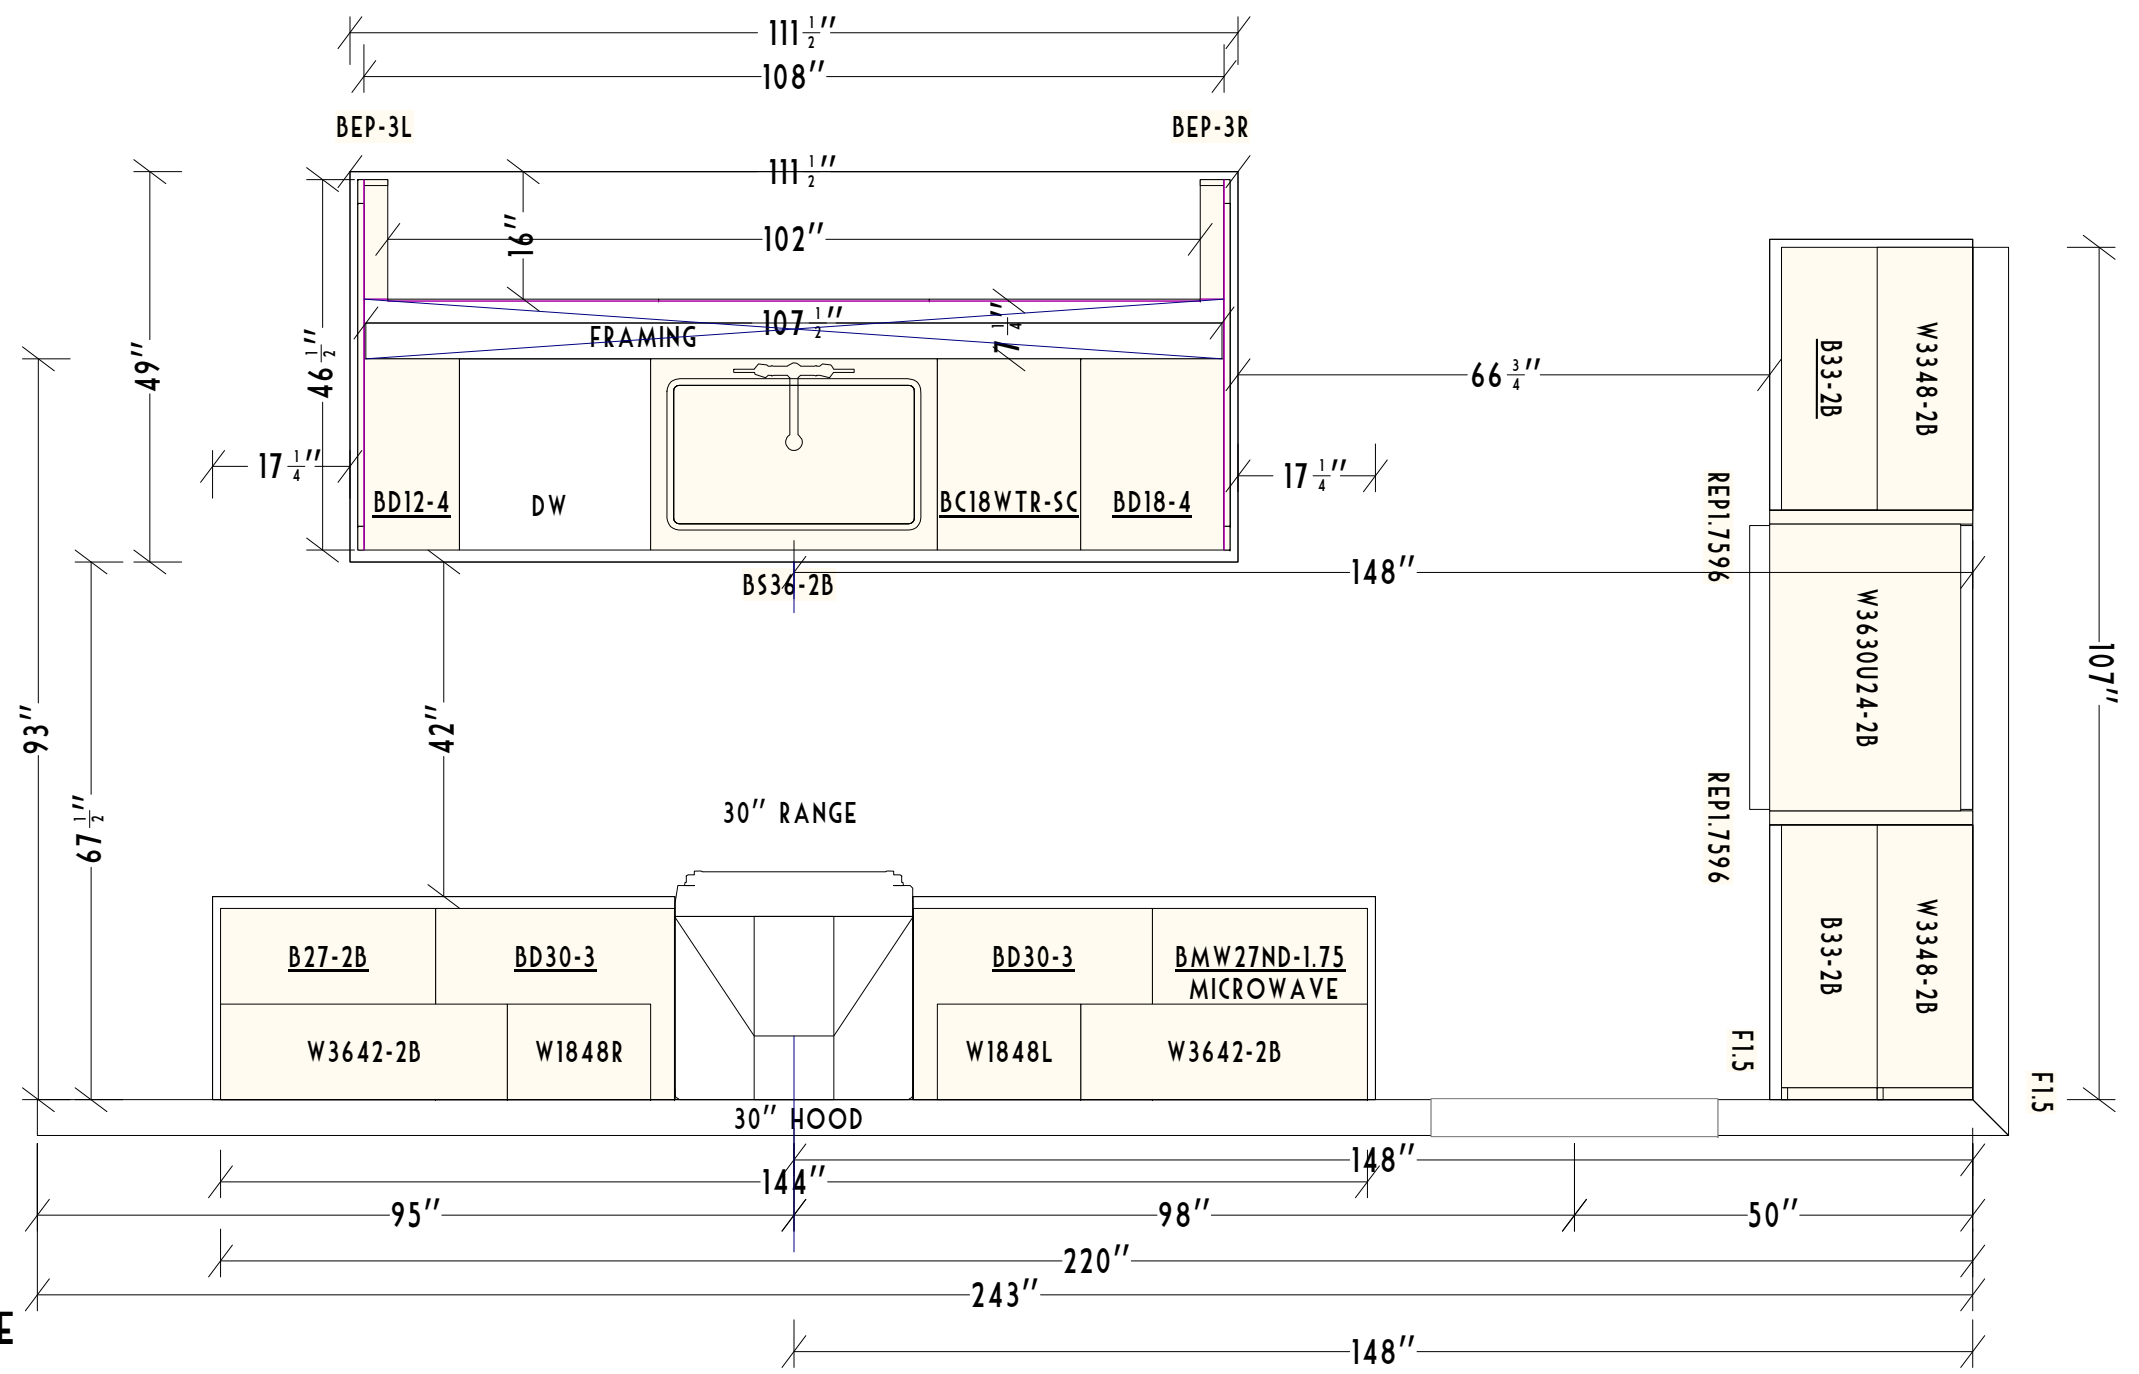 111 1/2"
108"
BEP-3L
BEP-3R
111 1/2"
16"
102"
107 1/2"
7 1/4"
FRAMING
49"
46 1/2"
66 3/4"
B33-2B
W3348-2B
17 1/4"
17 1/4"
BD12-4
DW
BC18WTR-SC
BD18-4
REP1.7596
148"
BS36-2B
W3630U24-2B
107"
93"
42"
67 1/2"
30" RANGE
REP1.7596
B27-2B
BD30-3
BD30-3
BMW27ND-1.75
MICROWAVE
B33-2B
W3348-2B
W3642-2B
W1848R
W1848L
W3642-2B
F1.5
F1.5
30" HOOD
148"
144"
95"
98"
50"
220"
243"
E
148"